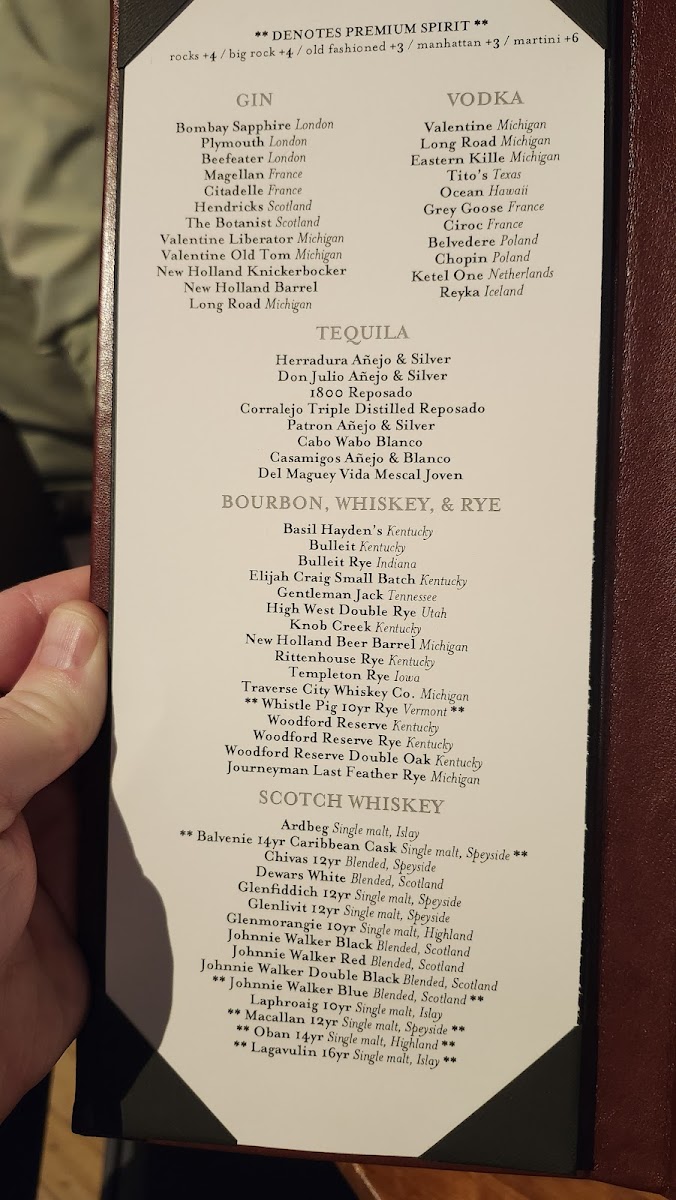 ** DENOTES PREMIUM SPIRIT **
rocks +4 / big rock +4 / old fashioned +3 / manhattan +3 / martini +6
GIN
Bombay Sapphire London
Plymouth London
Beefeater London
Magellan France
Citadelle France
Hendricks Scotland
The Botanist Scotland
Valentine Liberator Michigan
Valentine Old Tom Michigan
New Holland Knickerbocker
New Holland Barrel
Long Road Michigan
VODKA
Valentine Michigan
Long Road Michigan
Eastern Kille Michigan
Tito's Texas
Ocean Hawaii
Grey Goose France
Ciroc France
Belvedere Poland
Chopin Poland
Ketel One Netherlands
Reyka Iceland
TEQUILA
Herradura Añejo & Silver
Don Julio Añejo & Silver
1800 Reposado
Corralejo Triple Distilled Reposado
Patron Añejo & Silver
Cabo Wabo Blanco
Casamigos Añejo & Blanco
Del Maguey Vida Mescal Joven
BOURBON, WHISKEY, & RYE
Basil Hayden's Kentucky
Bulleit Kentucky
Bulleit Rye Indiana
Elijah Craig Small Batch Kentucky
Gentleman Jack Tennessee
High West Double Rye Utah
Knob Creek Kentucky
New Holland Beer Barrel Michigan
Rittenhouse Rye Kentucky
Templeton Rye Iowa
Traverse City Whiskey Co. Michigan
** Whistle Pig 10yr Rye Vermont **
Woodford Reserve Kentucky
Woodford Reserve Rye Kentucky
Woodford Reserve Double Oak Kentucky
Journeyman Last Feather Rye Michigan
SCOTCH WHISKEY
Ardbeg Single malt, Islay
** Balvenie 14yr Caribbean Cask Single malt, Speyside **
Chivas 12yr Blended, Speyside
Dewars White Blended, Scotland
Glenfiddich 12yr Single malt, Speyside
Glenlivit 12yr Single malt, Speyside
Glenmorangie 10yr Single malt, Highland
Johnnie Walker Black Blended, Scotland
Johnnie Walker Red Blended, Scotland
Johnnie Walker Double Black Blended, Scotland
** Johnnie Walker Blue Blended, Scotland **
Laphroaig 10yr Single malt, Islay
** Macallan 12yr Single malt, Speyside **
** Oban 14yr Single malt, Highland **
** Lagavulin 16yr Single malt, Islay **